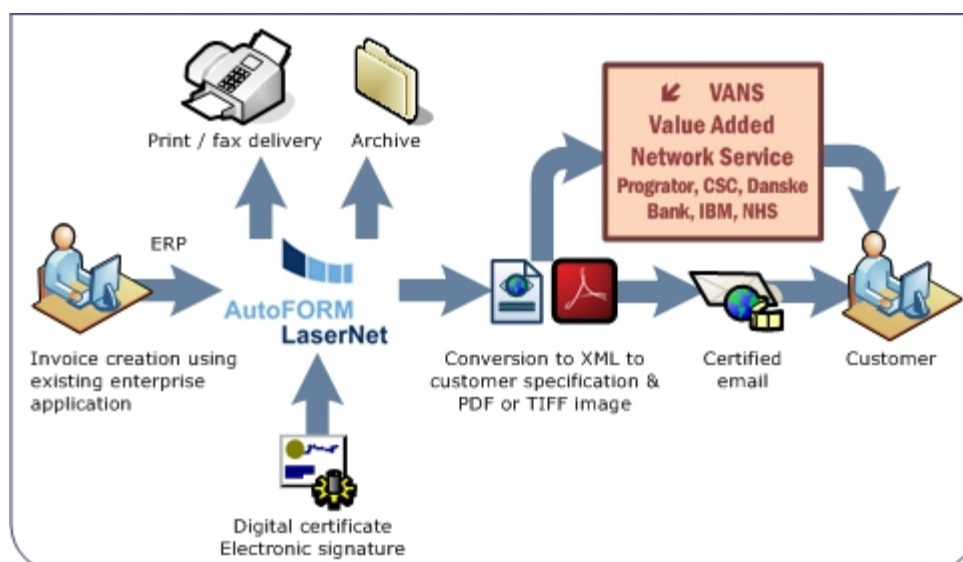 Print / fax delivery
Archive
VANS
Value Added
Network Service
Progrator, CSC, Danske
Bank, IBM, NHS
ERP
AutoFORM
LaserNet
Invoice creation using
existing enterprise
application
Conversion to XML to
customer specification &
PDF or TIFF image
Certified
email
Customer
Digital certificate
Electronic signature